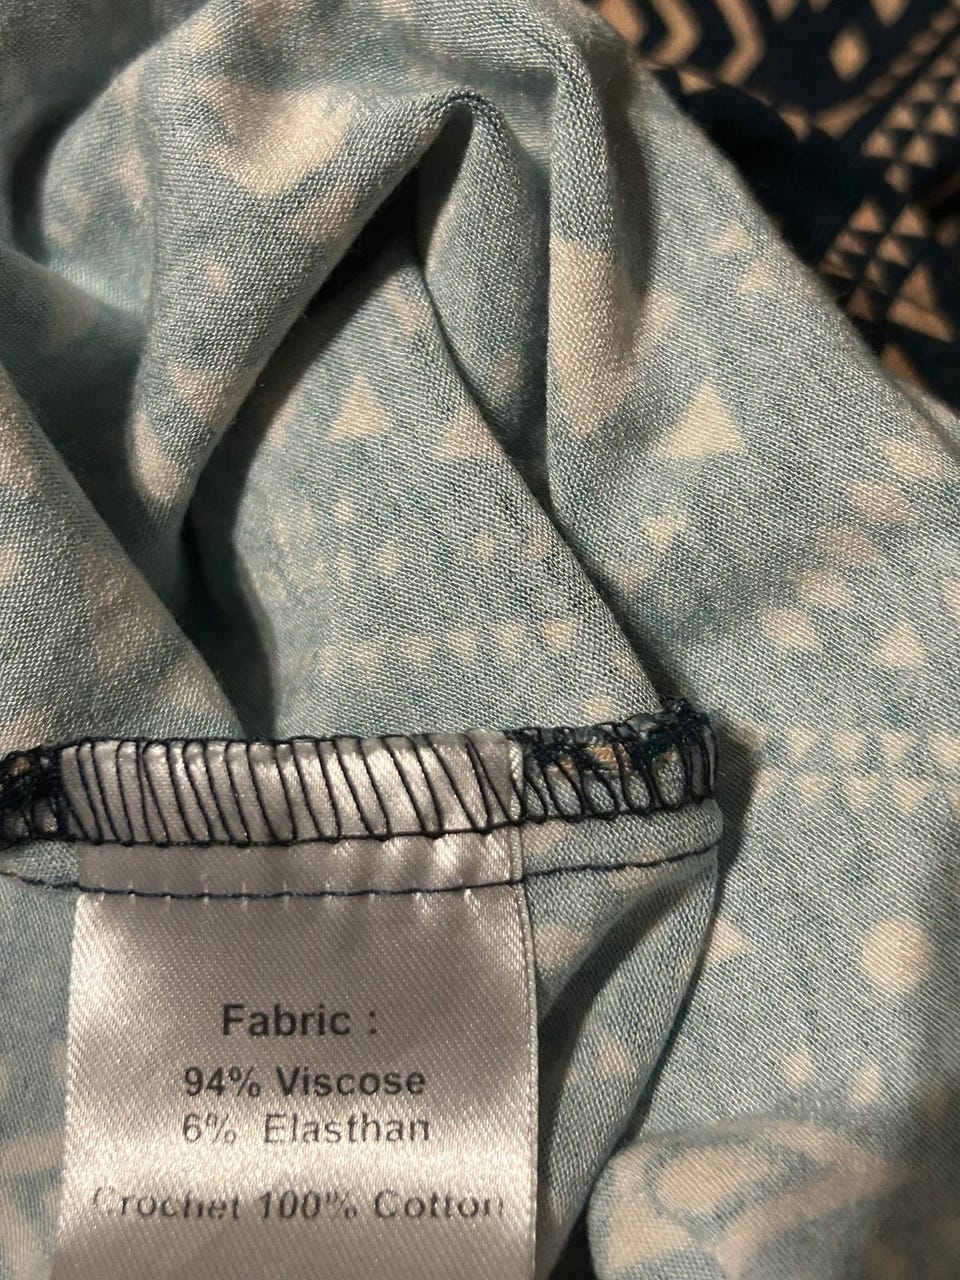 Fabric :
94% Viscose
6% Elasthan
Crochet 100% Cotton